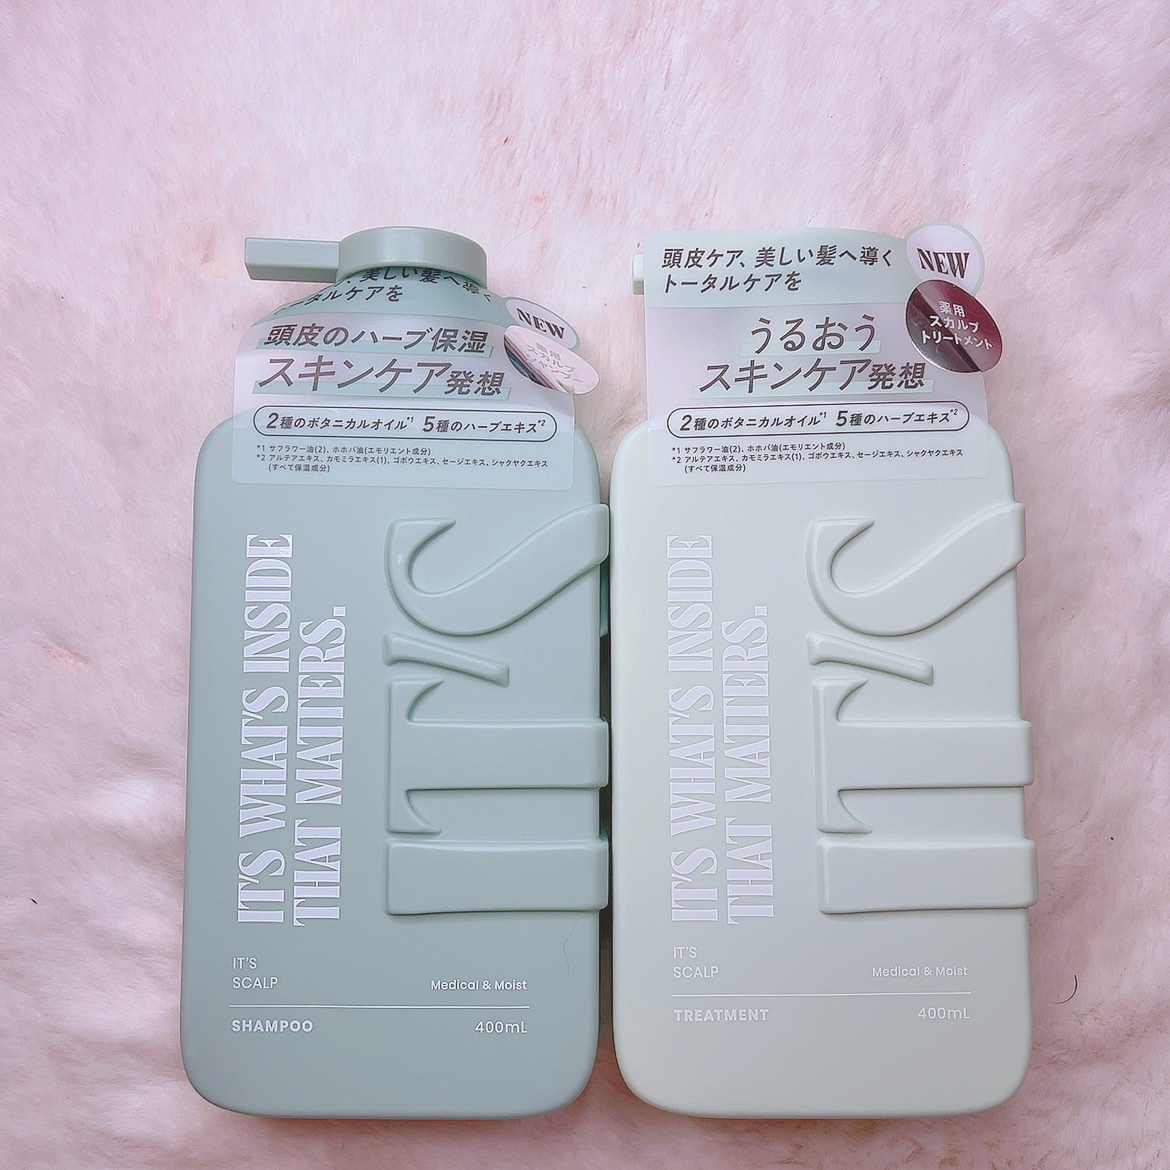 美しい髪へ導く
トータルケアを
NEW
頭皮のハーブ保湿
スキンケア発想
薬用
スカルプ
シャンプー
2種のボタニカルオイル*1 5種のハーブエキス*2
*1 サフラワー油(2)、ホホバ油(エモリエント成分)
*2 アルテアエキス、カモミラエキス(1)、ゴボウエキス、セージエキス、シャクヤクエキス
(すべて保湿成分)
IT'S WHAT'S INSIDE
THAT MATTERS.
IT'S
IT'S
SCALP
Medical & Moist
SHAMPOO
400mL
頭皮ケア、美しい髪へ導く
トータルケアを
NEW
薬用
スカルプ
トリートメント
うるおう
スキンケア発想
2種のボタニカルオイル*1 5種のハーブエキス*2
*1 サフラワー油(2)、ホホバ油(エモリエント成分)
*2 アルテアエキス、カモミラエキス(1)、ゴボウエキス、セージエキス、シャクヤクエキス
(すべて保湿成分)
IT'S WHAT'S INSIDE
THAT MATTERS.
IT'S
IT'S
SCALP
Medical & Moist
TREATMENT
400mL